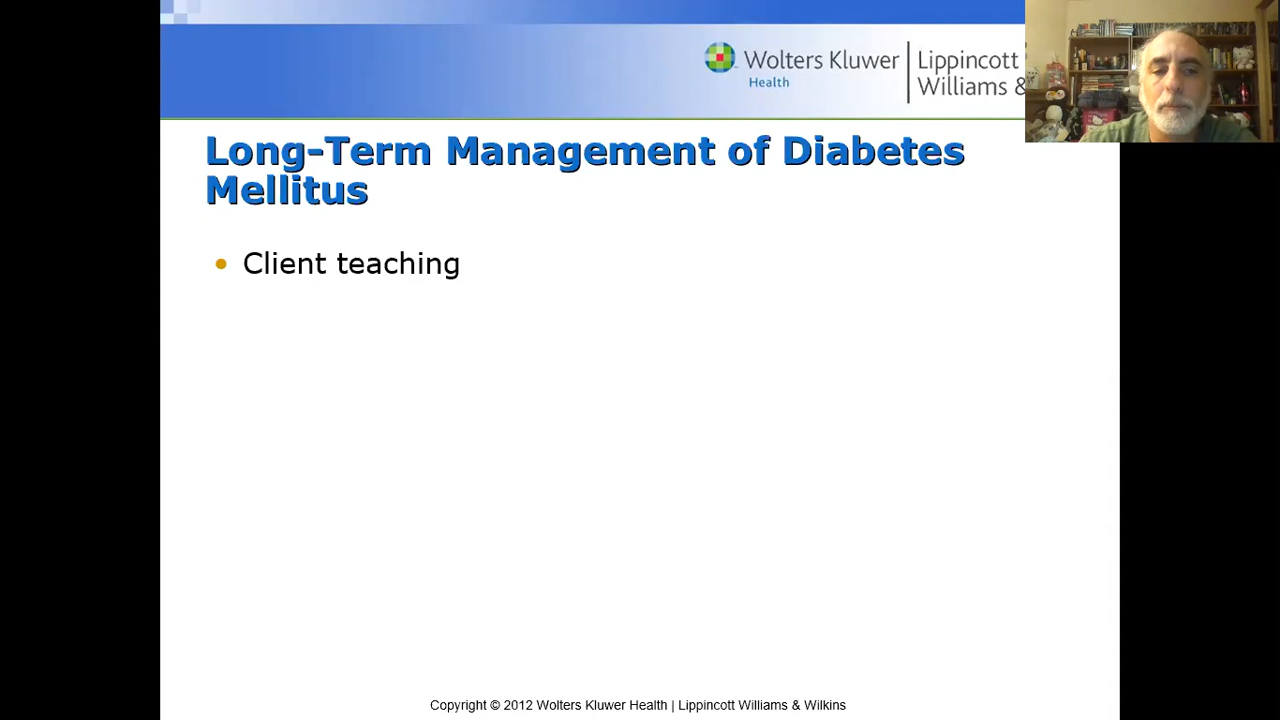 Wolters Kluwer
Health
Lippincott
Williams &
Long-Term Management of Diabetes
Mellitus
• Client teaching
Copyright © 2012 Wolters Kluwer Health | Lippincott Williams & Wilkins